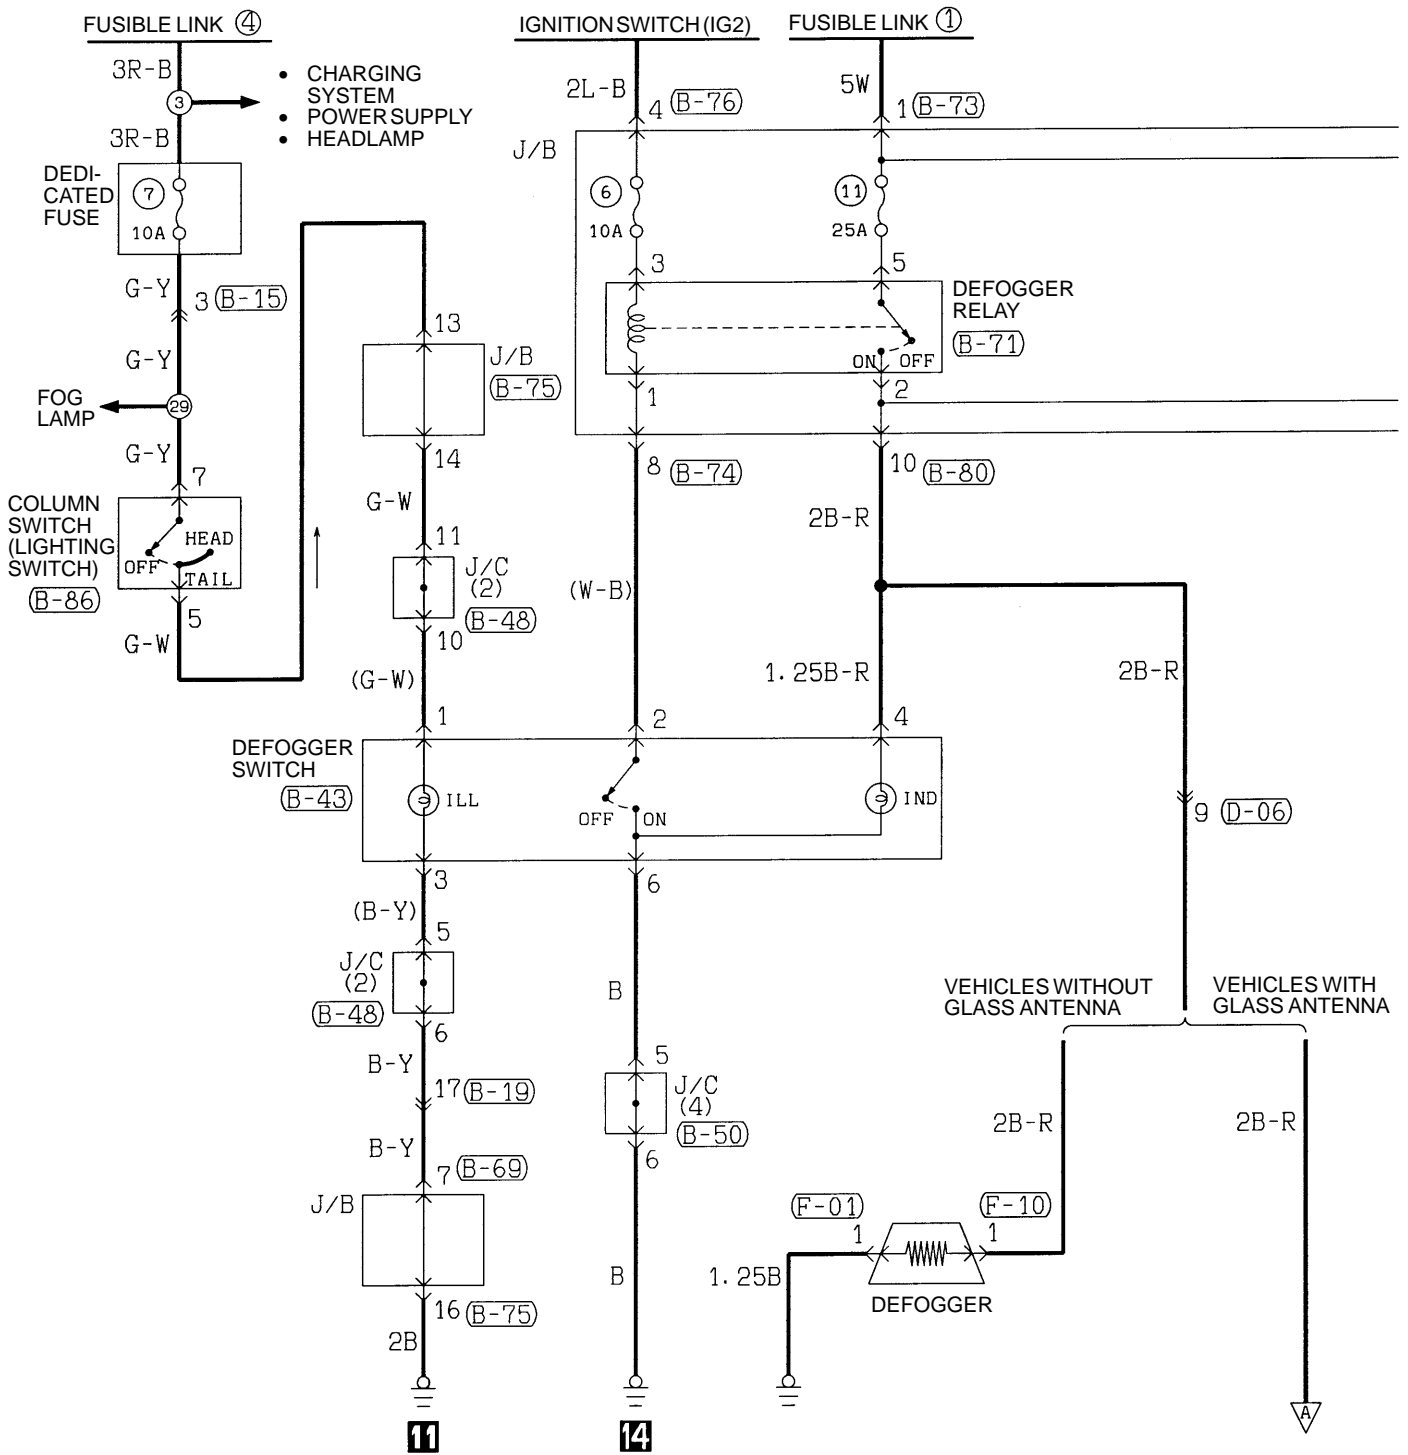 FUSIBLE LINK ④
IGNITION SWITCH (IG2)
FUSIBLE LINK ①
3R-B
3
• CHARGING
SYSTEM
• POWER SUPPLY
• HEADLAMP
3R-B
2L-B
4 B-76
5W
1 B-73
J/B
DEDI-
CATED
FUSE
7
10A
6
10A
11
25A
G-Y
3 B-15
3
5
DEFOGGER
RELAY
B-71
ON OFF
13
J/B
B-75
G-Y
1
2
FOG
LAMP
29
G-Y
7
14
8 B-74
10 B-80
COLUMN
SWITCH
(LIGHTING
SWITCH)
B-86
HEAD
OFF
TAIL
5
G-W
G-W
11
J/C
(2)
B-48
10
(G-W)
1
2B-R
(W-B)
2
1.25B-R
4
2B-R
DEFOGGER
SWITCH
B-43
ILL
OFF ON
IND
9 D-06
3
6
(B-Y)
5
J/C
(2)
B-48
6
B
VEHICLES WITHOUT
GLASS ANTENNA
VEHICLES WITH
GLASS ANTENNA
B-Y
17 B-19
5
J/C
(4)
B-50
6
B-Y
7 B-69
2B-R
2B-R
J/B
F-01
1
F-10
1
B
1.25B
DEFOGGER
16 B-75
2B
11
14
A